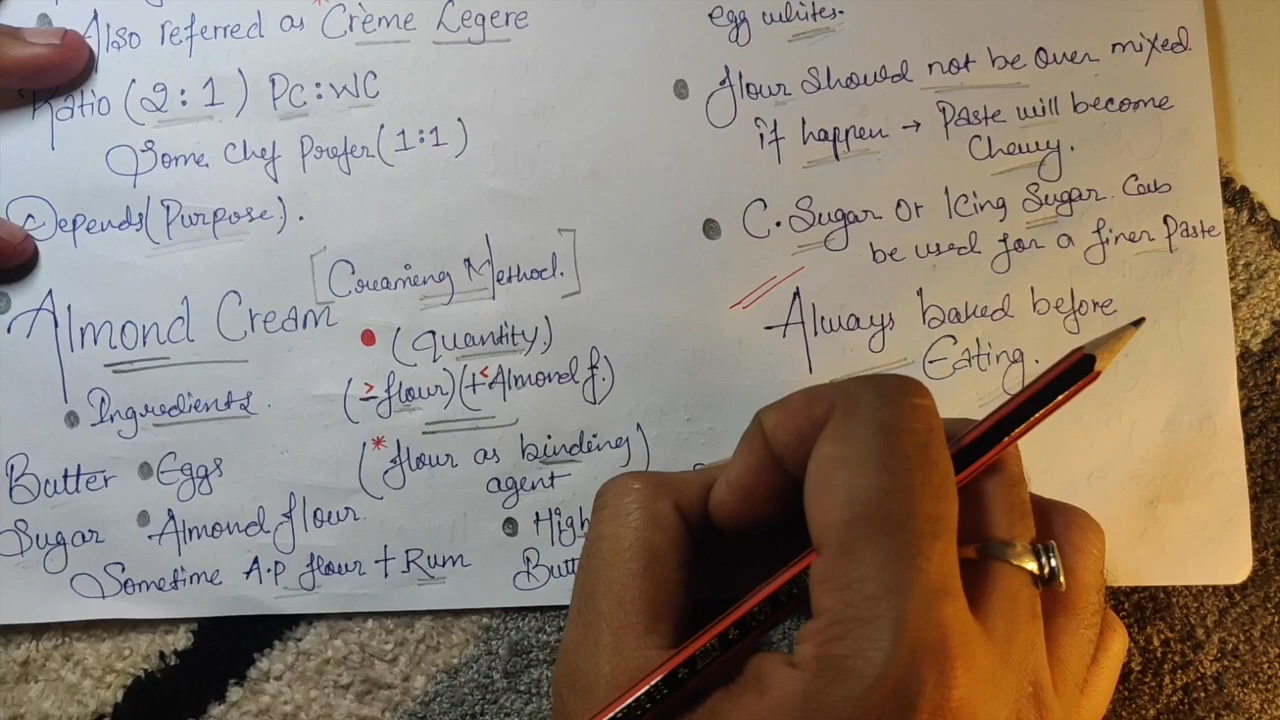 Also referred as Crème Legere
Ratio (2:1) PC:WC
Some Chef Prefer (1:1)
Depends (Purpose).
[Creaming Method.]
Almond Cream
(Quantity)
(- flour) (+ Almond f.)
Ingredients.
(* flour as binding agent)
Butter • Eggs
Sugar • Almond flour
Sometime A.P flour + Rum
• High
Butt
egg whites.
• flour Should not be over mixed
if happen → Paste will become
Chewy.
• C. Sugar Or Icing Sugar Can
be used for a finer Paste
Always baked before
Eating.